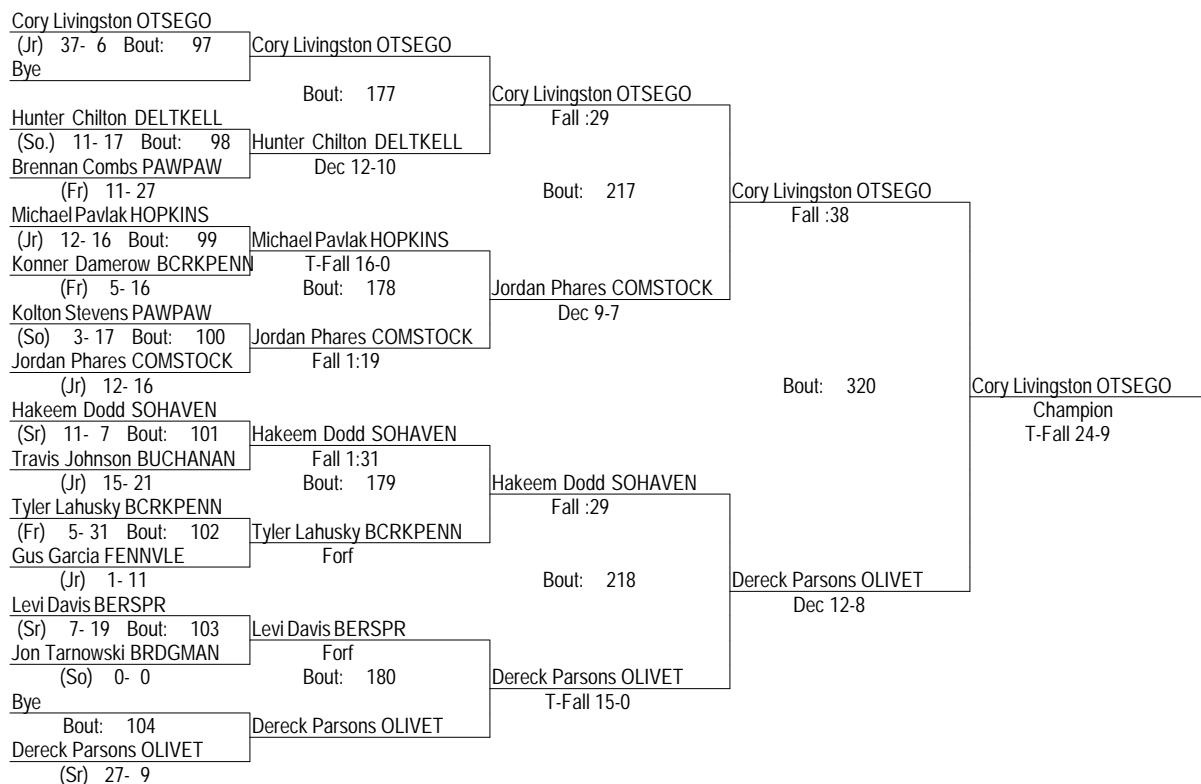 Cory Livingston OTSEGO
(Jr) 37- 6 Bout: 97
Bye
Cory Livingston OTSEGO
Bout: 177
Hunter Chilton DELTKELL
(So.) 11- 17 Bout: 98
Brennan Combs PAWPAW
(Fr) 11- 27
Hunter Chilton DELTKELL
Dec 12-10
Cory Livingston OTSEGO
Fall :29
Bout: 217
Michael Pavlak HOPKINS
(Jr) 12- 16 Bout: 99
Konner Damerow BCRKPENN
(Fr) 5- 16
Michael Pavlak HOPKINS
T-Fall 16-0
Bout: 178
Kolton Stevens PAWPAW
(So) 3- 17 Bout: 100
Jordan Phares COMSTOCK
(Jr) 12- 16
Jordan Phares COMSTOCK
Fall 1:19
Jordan Phares COMSTOCK
Dec 9-7
Cory Livingston OTSEGO
Fall :38
Bout: 320
Hakeem Dodd SOHAVEN
(Sr) 11- 7 Bout: 101
Travis Johnson BUCHANAN
(Jr) 15- 21
Hakeem Dodd SOHAVEN
Fall 1:31
Bout: 179
Tyler Lahusky BCRKPENN
(Fr) 5- 31 Bout: 102
Gus Garcia FENNVLE
(Jr) 1- 11
Tyler Lahusky BCRKPENN
Forf
Hakeem Dodd SOHAVEN
Fall :29
Bout: 218
Levi Davis BERSPR
(Sr) 7- 19 Bout: 103
Jon Tarnowski BRDGMAN
(So) 0- 0
Levi Davis BERSPR
Forf
Bout: 180
Bye
Bout: 104
Dereck Parsons OLIVET
(Sr) 27- 9
Dereck Parsons OLIVET
Dereck Parsons OLIVET
T-Fall 15-0
Dereck Parsons OLIVET
Dec 12-8
Cory Livingston OTSEGO
Champion
T-Fall 24-9